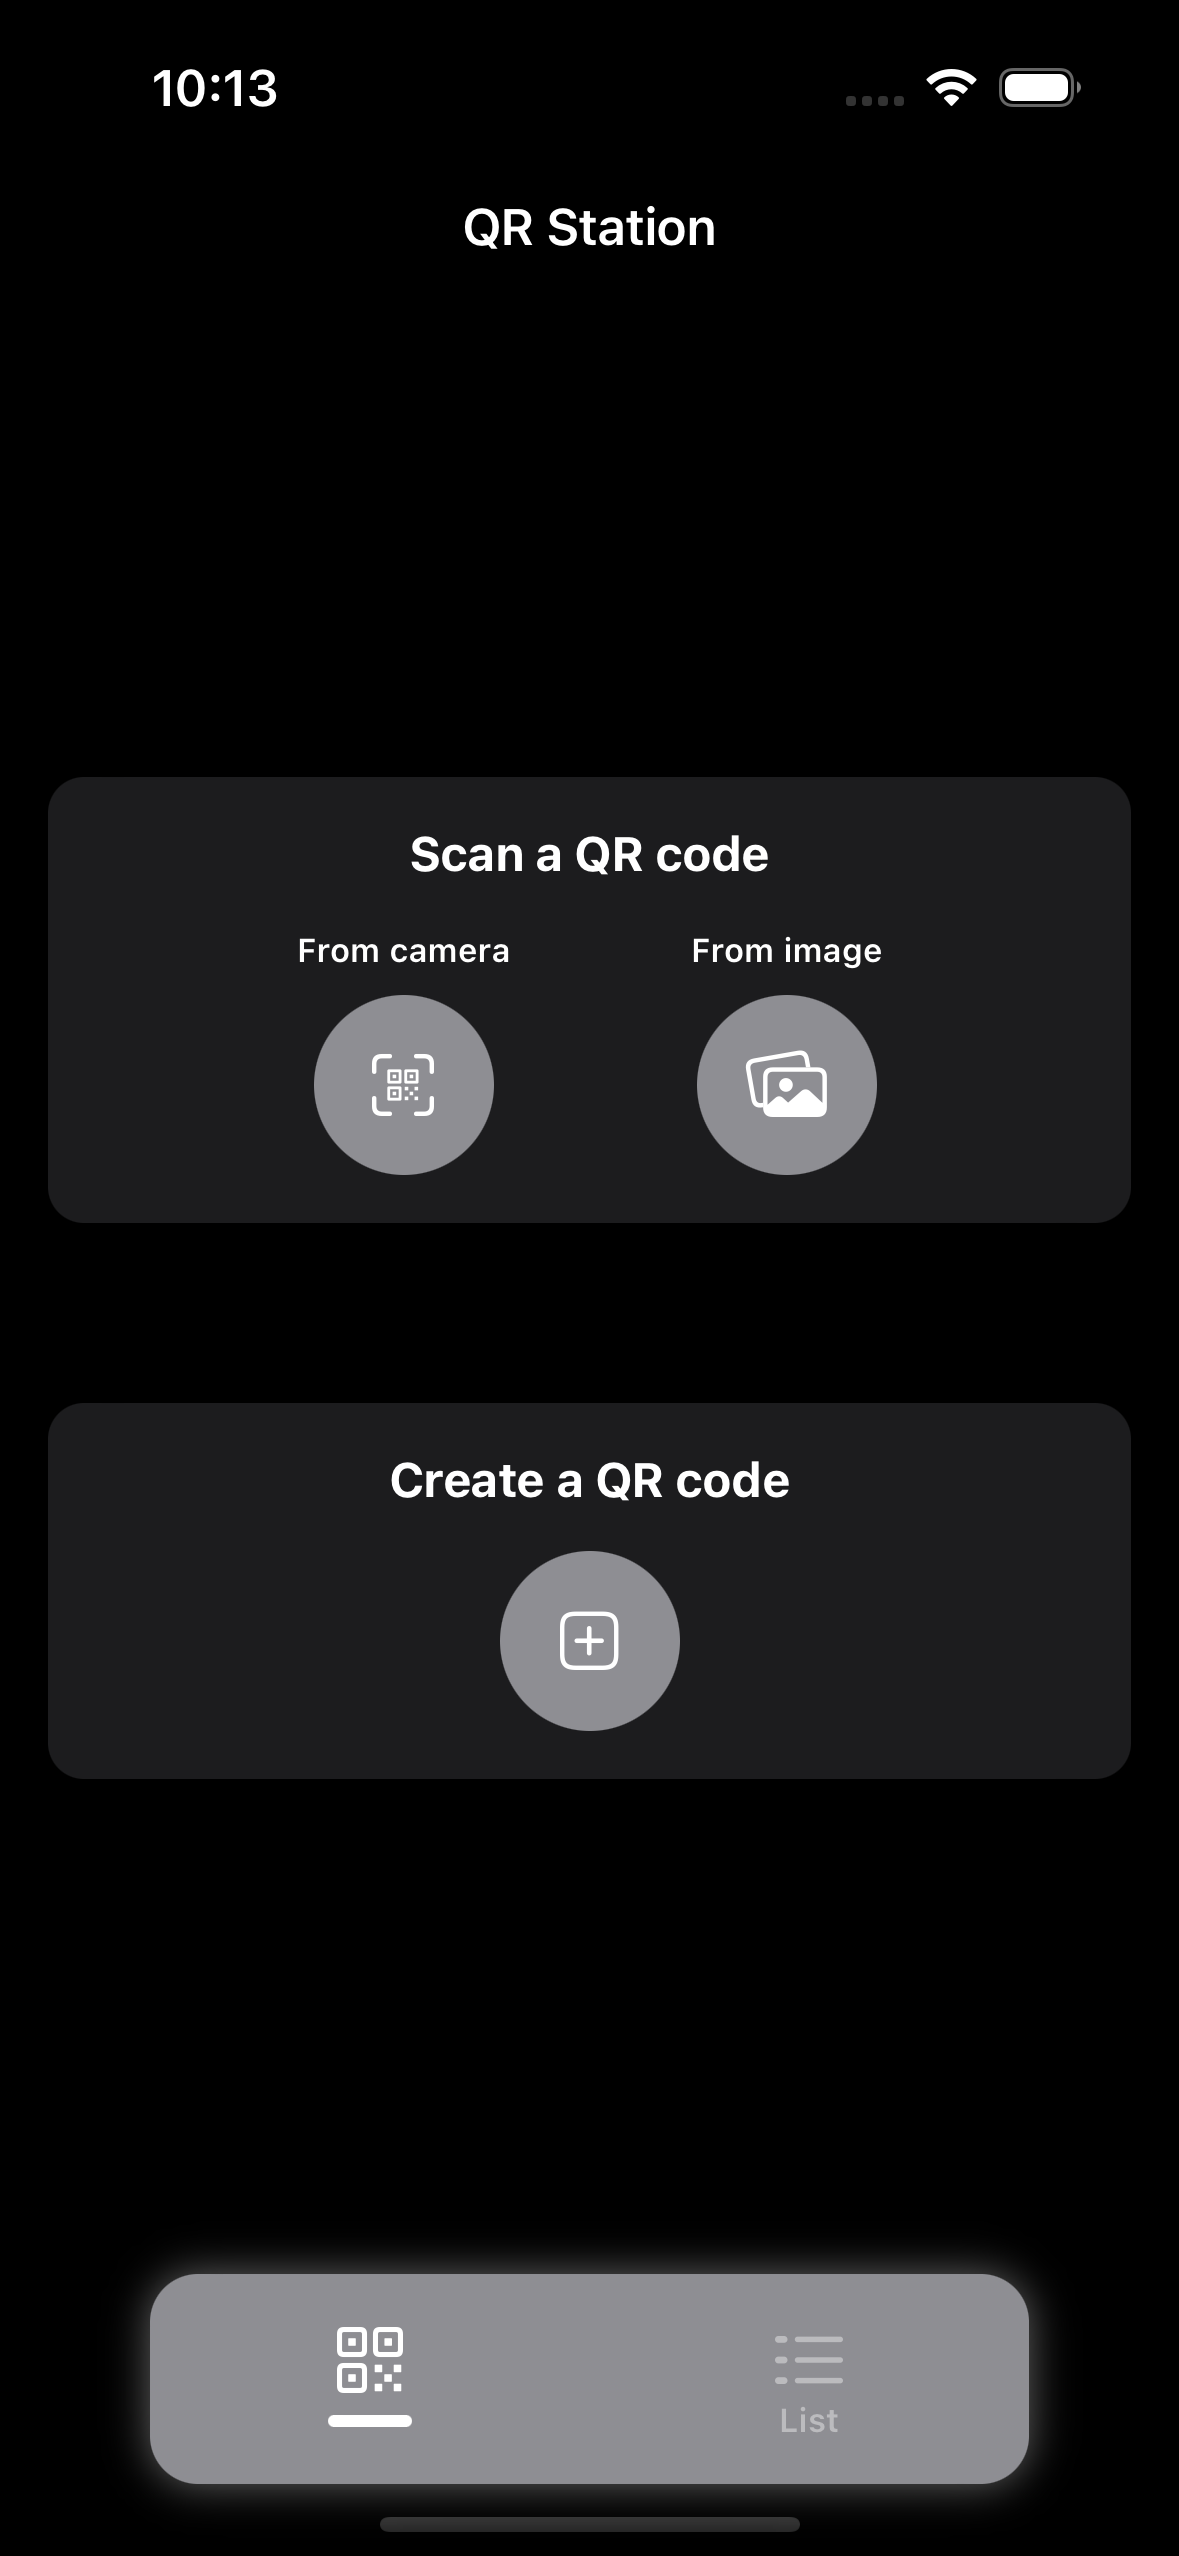 10:13
QR Station
Scan a QR code
From camera
From image
Create a QR code
List